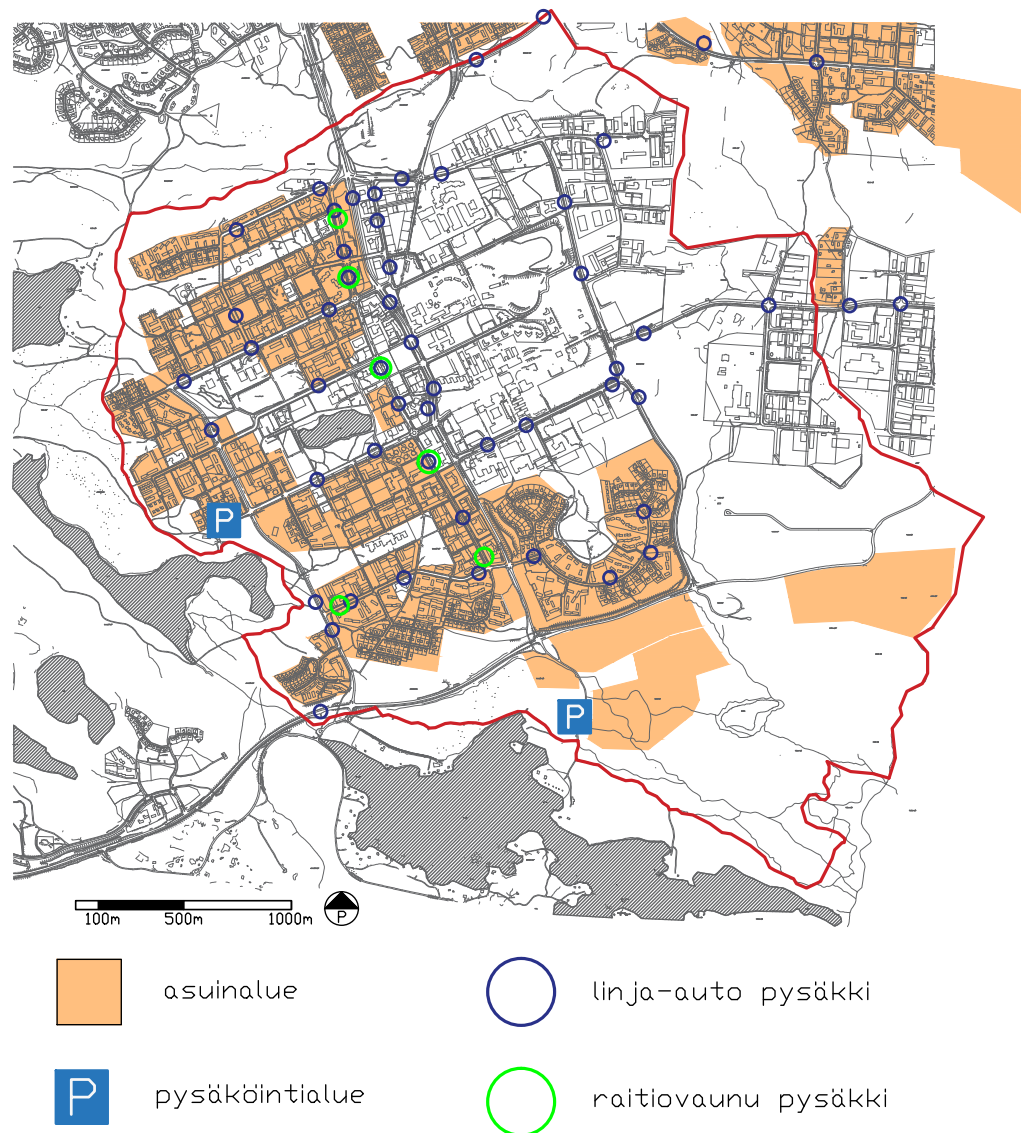 P
P
100m 500m 1000m P
asuinalue linja-auto pysäkki
P pysäköintialue raitiovaunu pysäkki